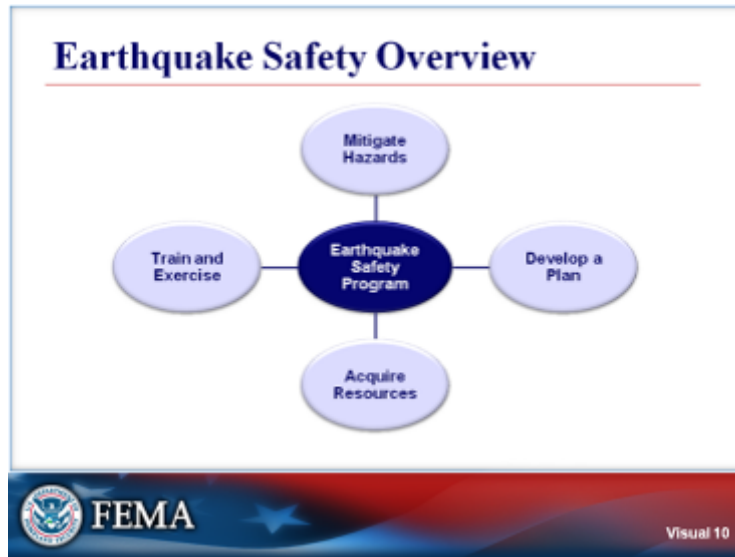 Earthquake Safety Overview
Mitigate
Hazards
Train and
Exercise
Earthquake
Safety
Program
Develop a
Plan
Acquire
Resources
FEMA
Visual 10